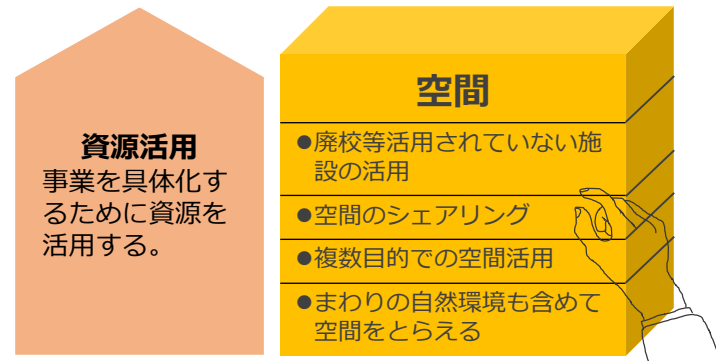 資源活用
事業を具体化す
るために資源を
活用する。
空間
●廃校等活用されていない施
設の活用
●空間のシェアリング
●複数目的での空間活用
●まわりの自然環境も含めて
空間をとらえる